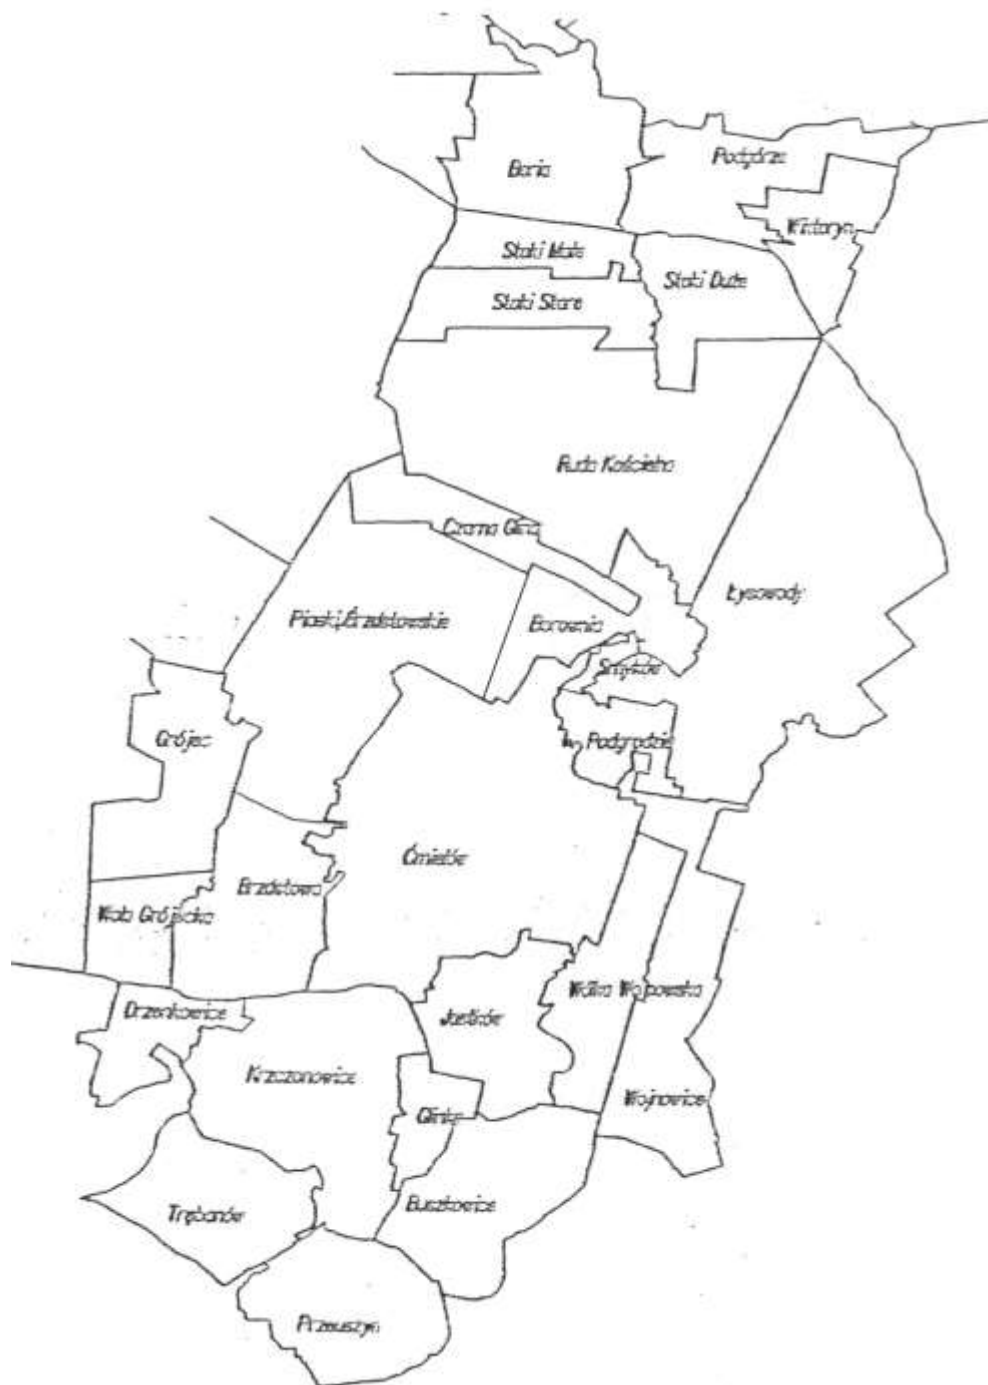 Boria
Podgórze
Wiktoryn
Stoki Małe
Stoki Duże
Stoki Stare
Ruda Kościelna
Czarna Glina
Łysowody
Piaski Brzóstowskie
Borownia
Smyków
Grójec
Podgrodzie
Ćmielów
Brzóstowa
Wola Grójecka
Wólka Wojnowska
Drzenkowice
Jastków
Krzczonowice
Glinka
Wojnowice
Buszkowice
Trębanów
Przeuszyn